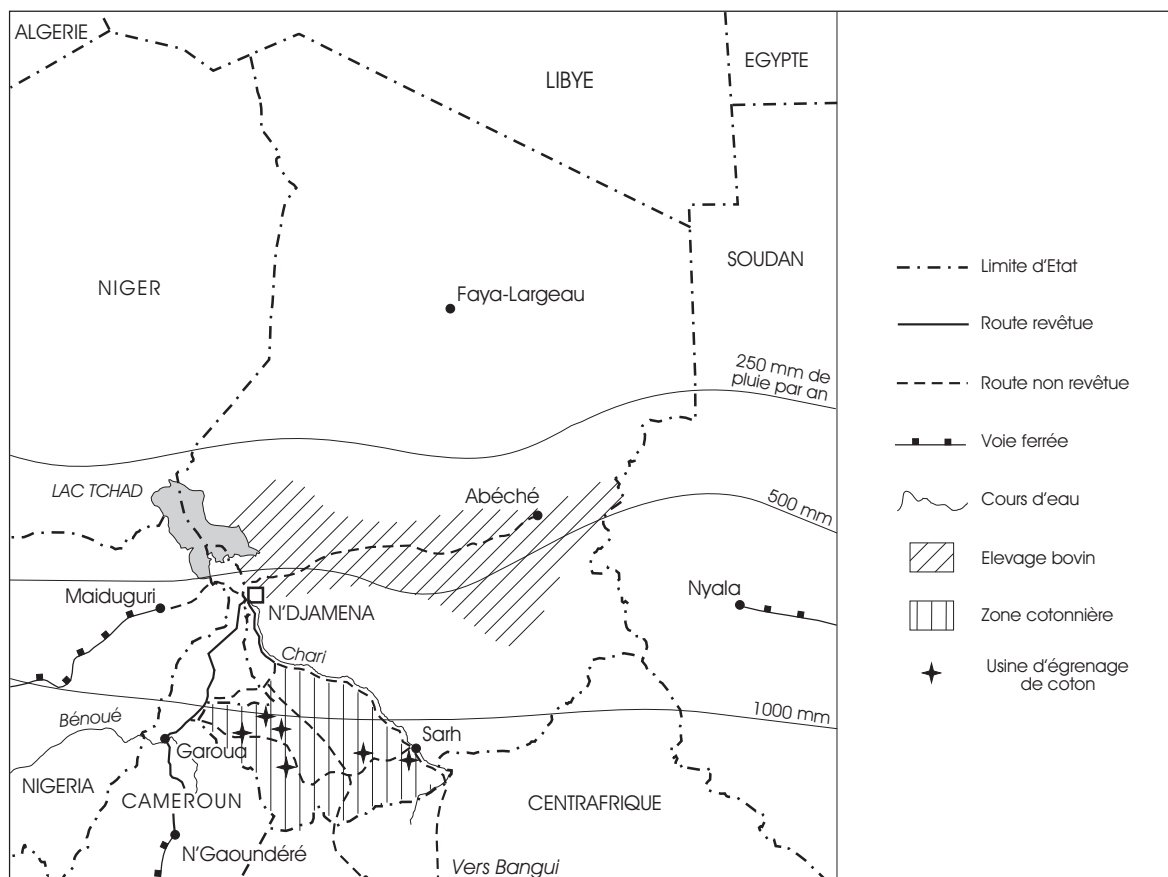 ALGERIE
LIBYE
EGYPTE
NIGER
SOUDAN
Faya-Largeau
250 mm de
pluie par an
LAC TCHAD
Abéché
500 mm
Maiduguri
N'DJAMENA
Nyala
Chari
Bénoué
Garoua
Sarh
1000 mm
NIGERIA
CAMEROUN
CENTRAFRIQUE
N'Gaoundéré
Vers Bangui
Limite d'Etat
Route revêtue
Route non revêtue
Voie ferrée
Cours d'eau
Elevage bovin
Zone cotonnière
Usine d'égrenage
de coton